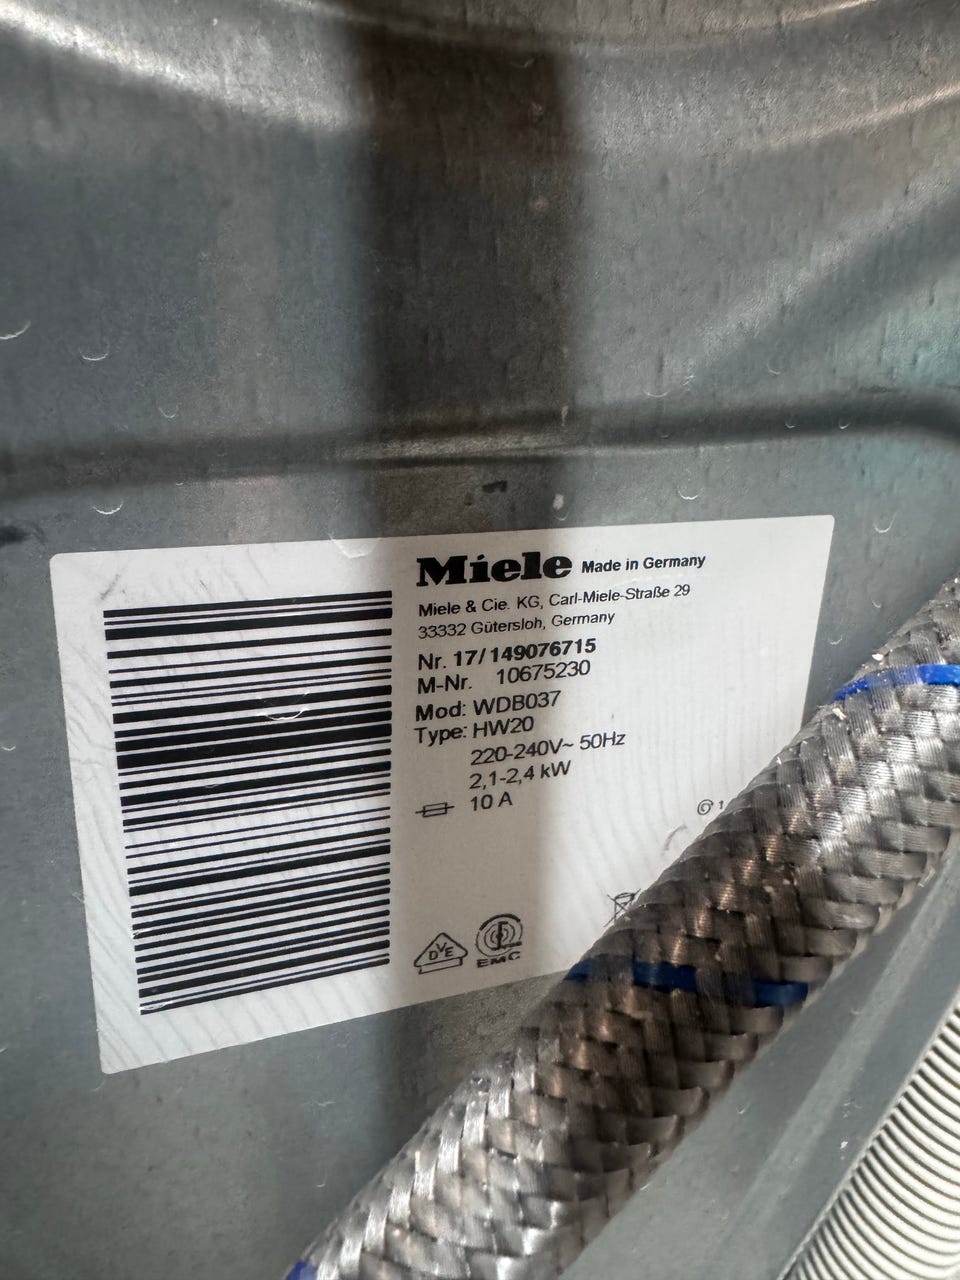 Miele Made in Germany
Miele & Cie. KG, Carl-Miele-Straße 29
33332 Gütersloh, Germany
Nr. 17/149076715
M-Nr. 10675230
Mod: WDB037
Type: HW20
220-240V~ 50Hz
2,1-2,4 kW
10 A
DVE
EMC